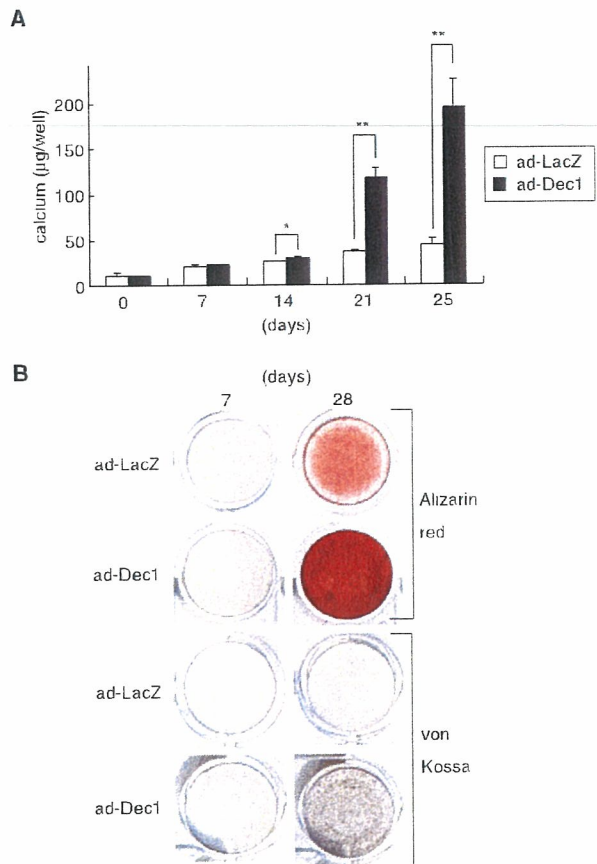 A
calcium (μg/well)
200
150
100
50
0
**
**
*
ad-LacZ
ad-Dec1
0 7 14 21 25
(days)
B
(days)
7 28
ad-LacZ
Alizarin
red
ad-Dec1
ad-LacZ
von
Kossa
ad-Dec1